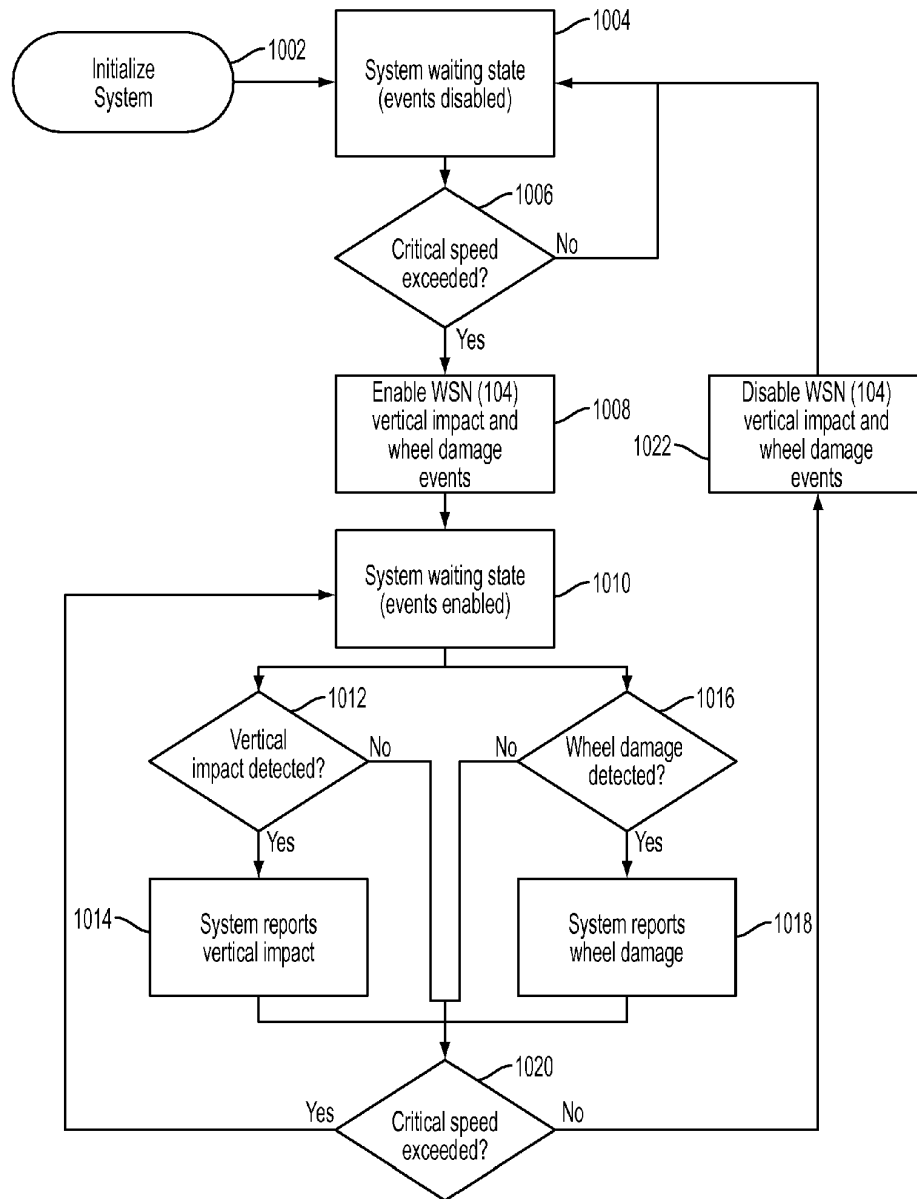 1002
Initialize
System
1004
System waiting state
(events disabled)
1006
Critical speed
exceeded?
No
Yes
Enable WSN (104)
vertical impact and
wheel damage
events
1008
Disable WSN (104)
vertical impact and
wheel damage
events
1022
System waiting state
(events enabled)
1010
1012
Vertical
impact detected?
No
Yes
1016
Wheel damage
detected?
No
Yes
1014
System reports
vertical impact
System reports
wheel damage
1018
1020
Critical speed
exceeded?
Yes
No